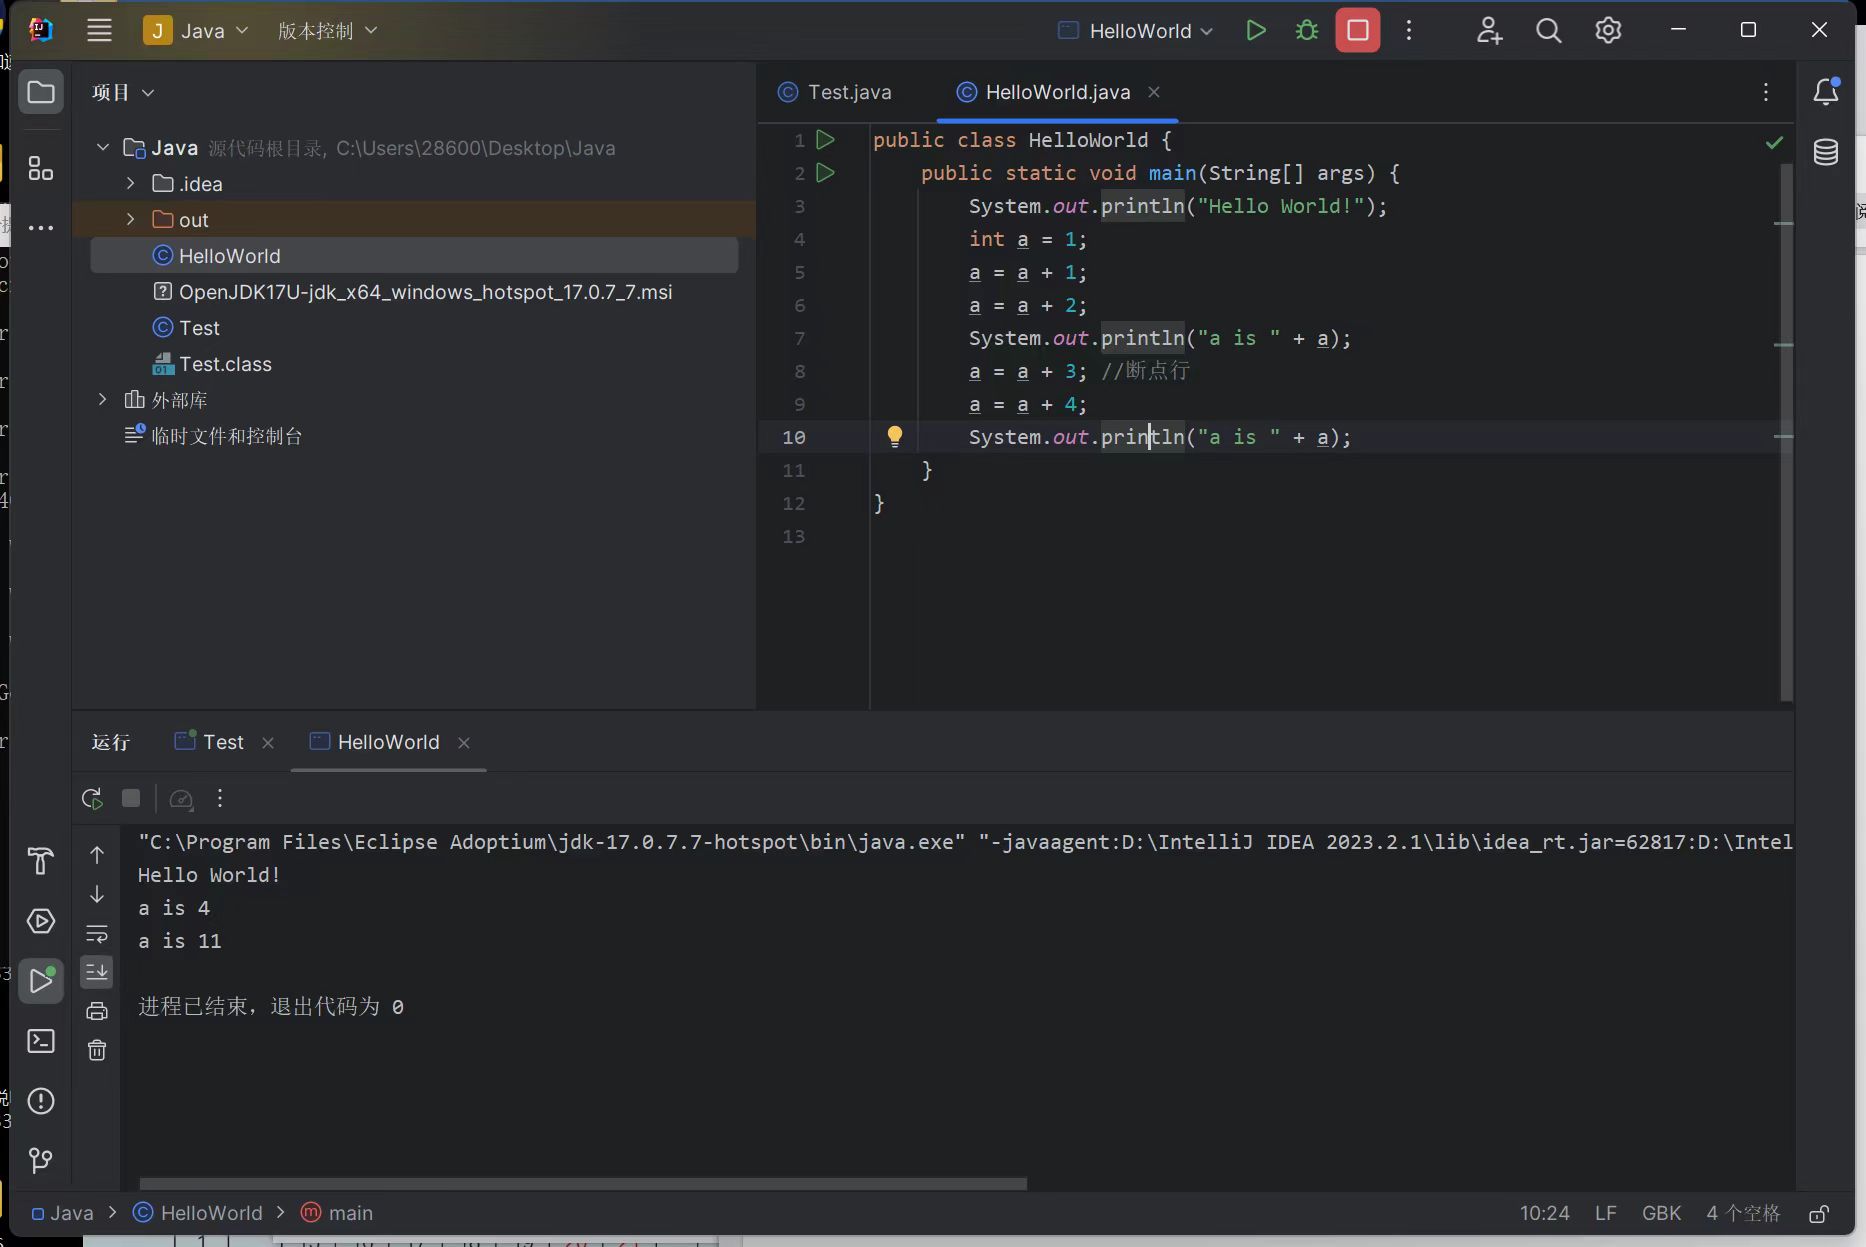 J Java 版本控制 HelloWorld
项目
Java 源代码根目录, C:\Users\28600\Desktop\Java
.idea
out
HelloWorld
OpenJDK17U-jdk_x64_windows_hotspot_17.0.7_7.msi
Test
Test.class
外部库
临时文件和控制台
Test.java HelloWorld.java
1 public class HelloWorld {
2 public static void main(String[] args) {
3 System.out.println("Hello World!");
4 int a = 1;
5 a = a + 1;
6 a = a + 2;
7 System.out.println("a is " + a);
8 a = a + 3; //断点行
9 a = a + 4;
10 System.out.println("a is " + a);
11 }
12 }
13
运行 Test HelloWorld
"C:\Program Files\Eclipse Adoptium\jdk-17.0.7.7-hotspot\bin\java.exe" "-javaagent:D:\IntelliJ IDEA 2023.2.1\lib\idea_rt.jar=62817:D:\Intel
Hello World!
a is 4
a is 11
进程已结束，退出代码为 0
Java HelloWorld main 10:24 LF GBK 4 个空格